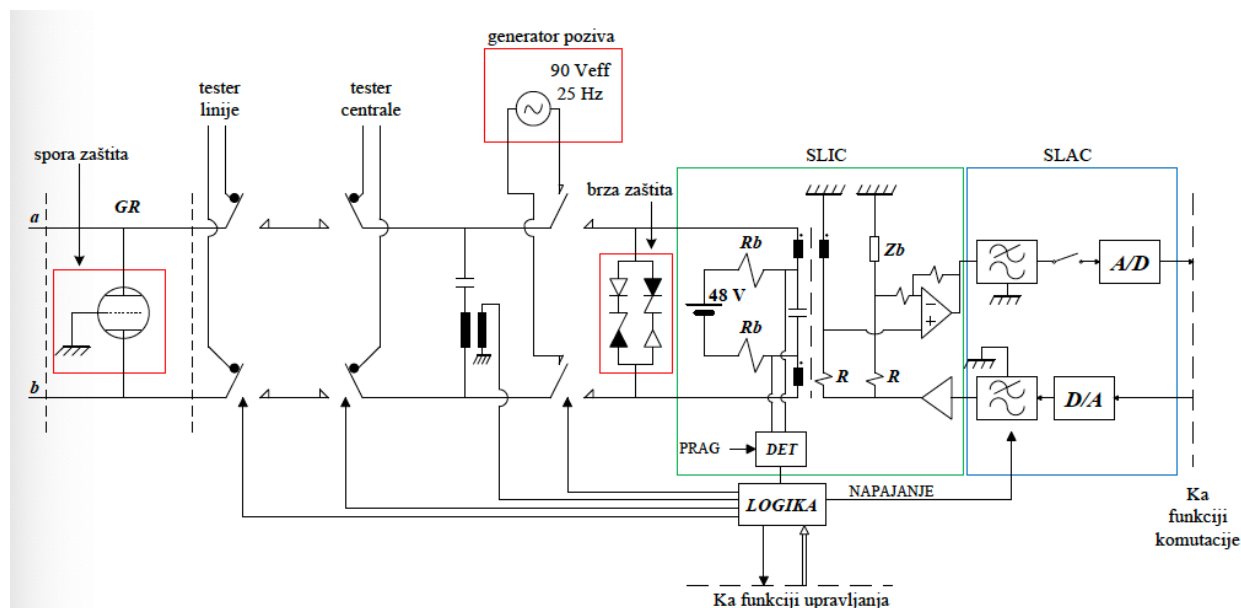 generator poziva
90 Veff
25 Hz
tester
linije
tester
centrale
spora zaštita
a
GR
brza zaštita
SLIC
SLAC
Rb
48 V
Rb
Zb
R
R
−
+
A/D
D/A
b
PRAG
DET
LOGIKA
NAPAJANJE
Ka
funkciji
komutacije
Ka funkciji upravljanja